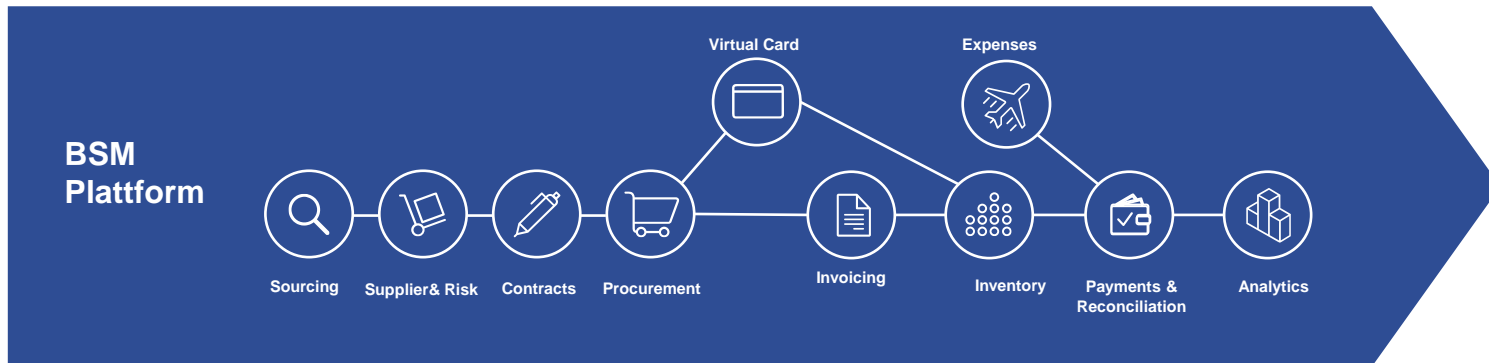 Virtual Card
Expenses
BSM
Plattform
Sourcing
Supplier& Risk
Contracts
Procurement
Invoicing
Inventory
Payments &
Reconciliation
Analytics